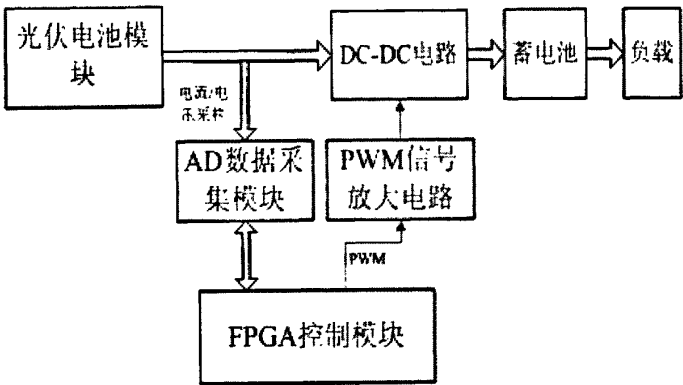 光伏电池模
块
DC-DC电路
蓄电池
负载
电流/电
压采样
AD数据采
集模块
PWM信号
放大电路
PWM
FPGA控制模块